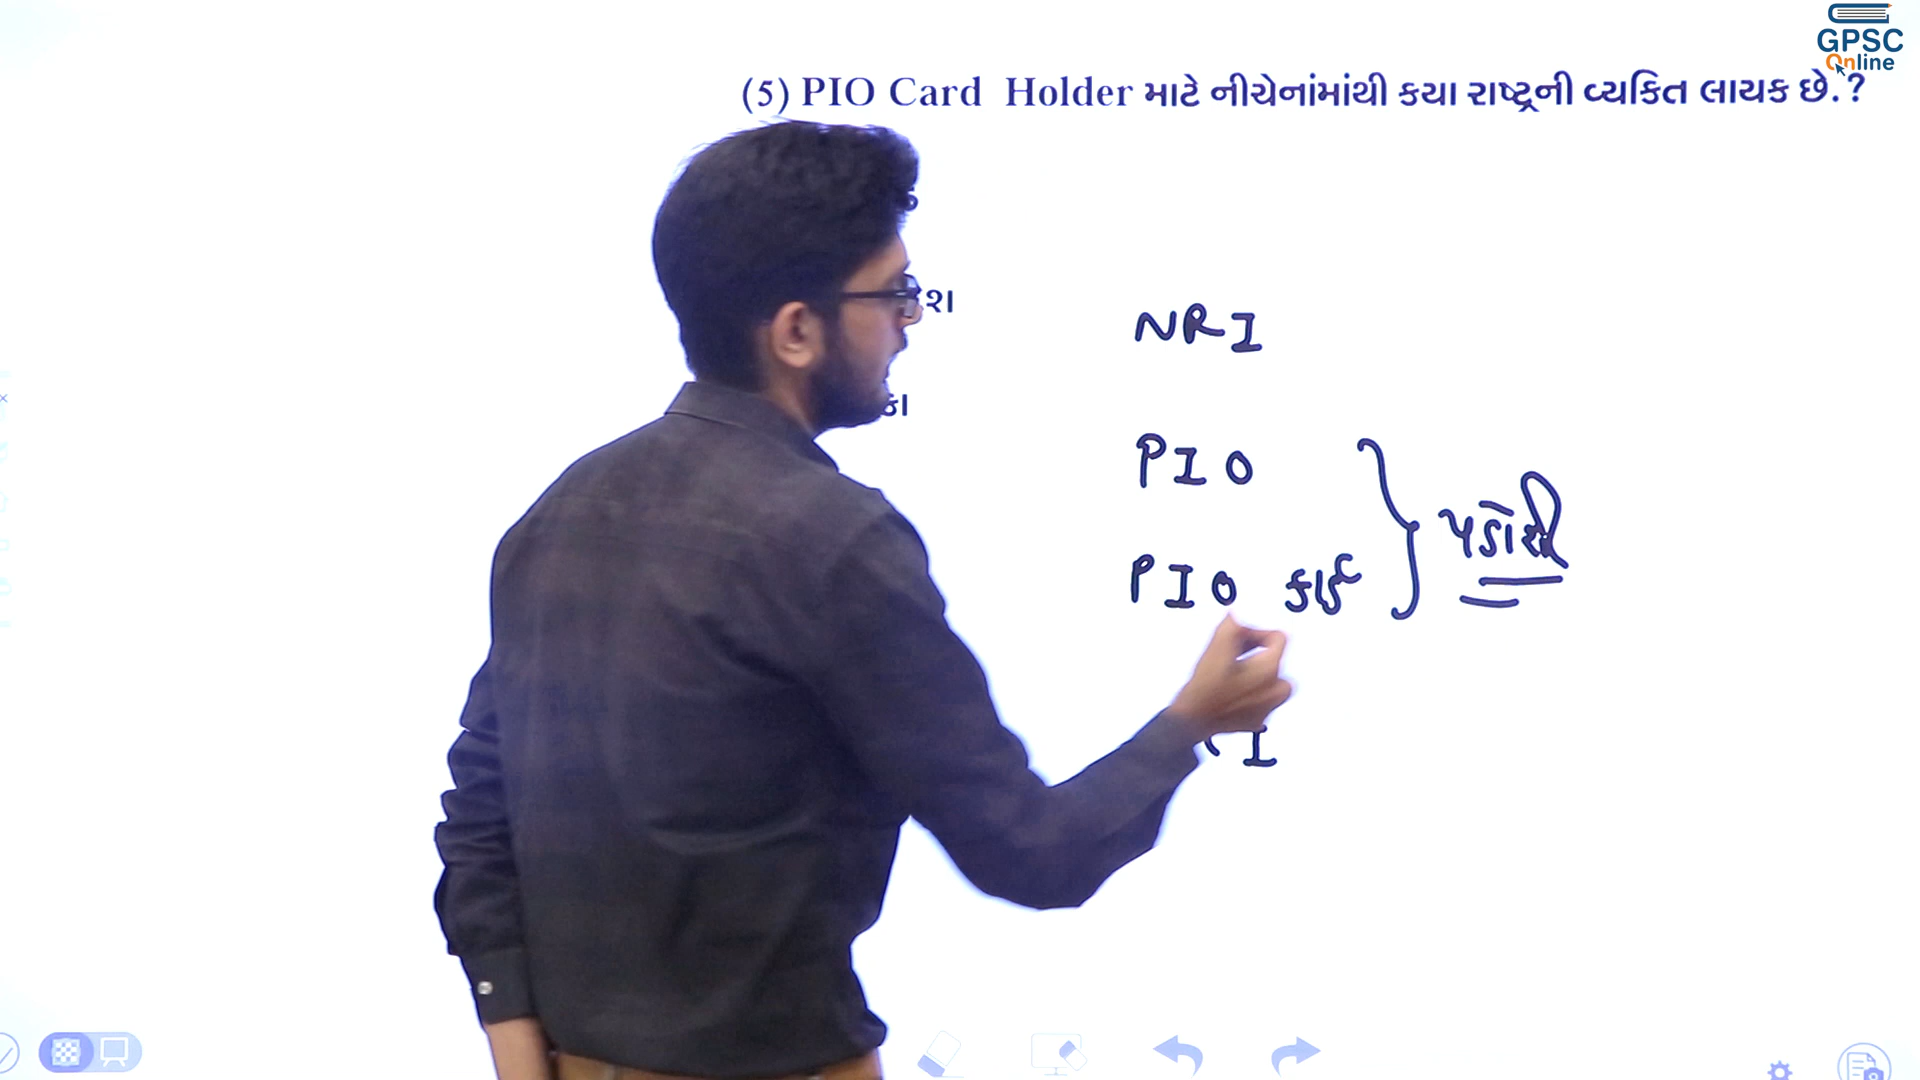 GPSC
Online
(5) PIO Card Holder માટે નીચેનાંમાંથી કયા રાષ્ટ્રની વ્યકિત લાયક છે.?
NRI
PIO
PIO કાર્ડ
પડોશી